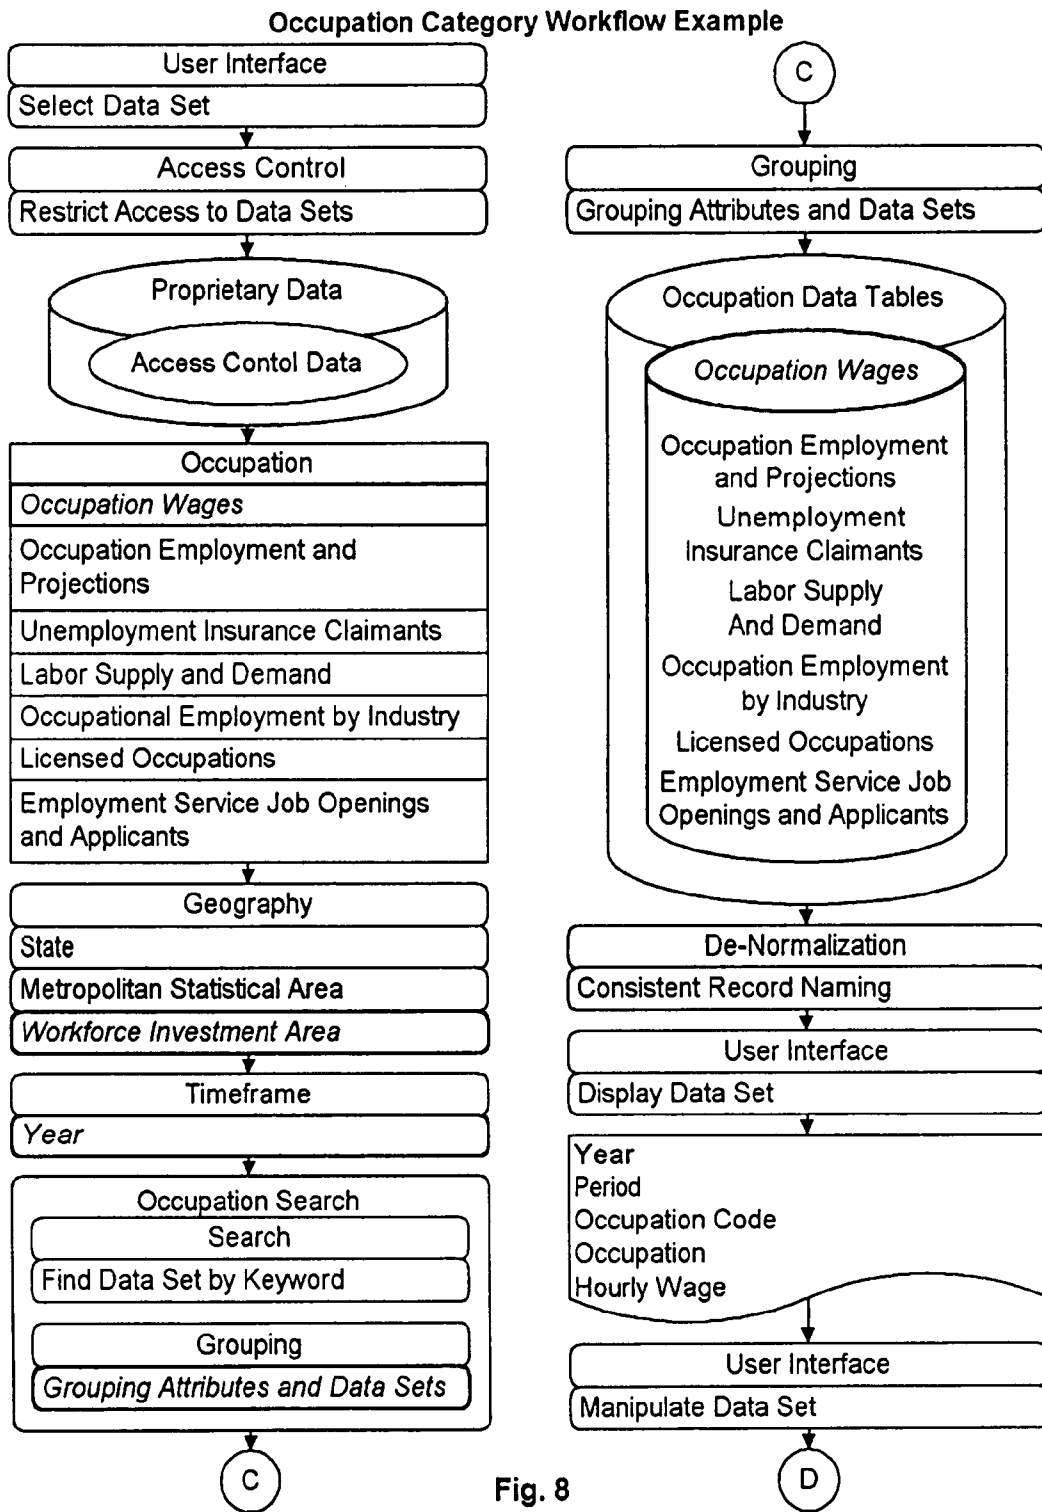 Occupation Category Workflow Example
User Interface
Select Data Set
Access Control
Restrict Access to Data Sets
Proprietary Data
Access Contol Data
Occupation
Occupation Wages
Occupation Employment and
Projections
Unemployment Insurance Claimants
Labor Supply and Demand
Occupational Employment by Industry
Licensed Occupations
Employment Service Job Openings
and Applicants
Geography
State
Metropolitan Statistical Area
Workforce Investment Area
Timeframe
Year
Occupation Search
Search
Find Data Set by Keyword
Grouping
Grouping Attributes and Data Sets
C
C
Grouping
Grouping Attributes and Data Sets
Occupation Data Tables
Occupation Wages
Occupation Employment
and Projections
Unemployment
Insurance Claimants
Labor Supply
And Demand
Occupation Employment
by Industry
Licensed Occupations
Employment Service Job
Openings and Applicants
De-Normalization
Consistent Record Naming
User Interface
Display Data Set
Year
Period
Occupation Code
Occupation
Hourly Wage
User Interface
Manipulate Data Set
D
Fig. 8